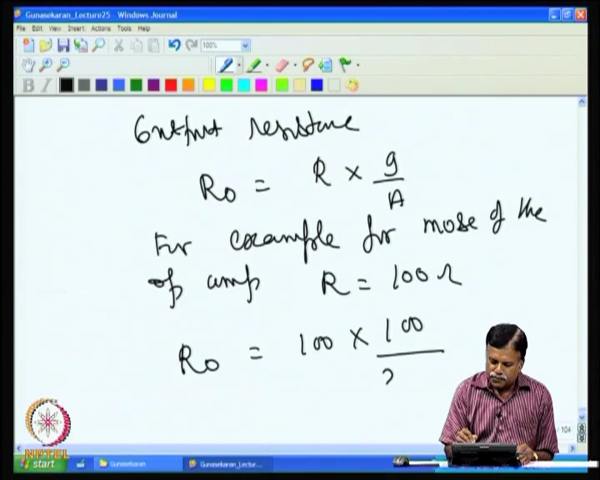 Gunasekaran_Lecture25 Windows Journal
File Edit View Insert Actions Tools Help
100%
B I
Output resistance
Ro = R × g/A
For example for most of the
op amp R = 100 Ω
Ro = 100 × 100
/ 104
NPTEL
start Gunasekaran Gunasekaran_Lectur...